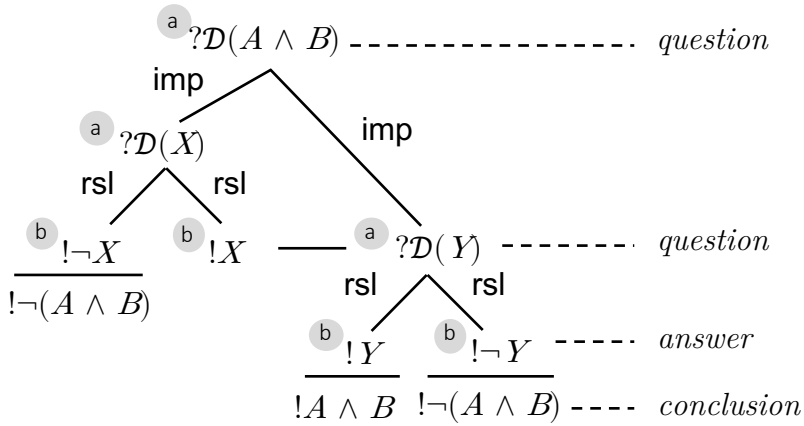 a ?𝒟(A ∧ B) question
imp imp
a ?𝒟(X)
rsl rsl
b !¬X b !X a ?𝒟(Y) question
!¬(A ∧ B)
rsl rsl
b !Y b !¬Y answer
!A ∧ B !¬(A ∧ B) conclusion